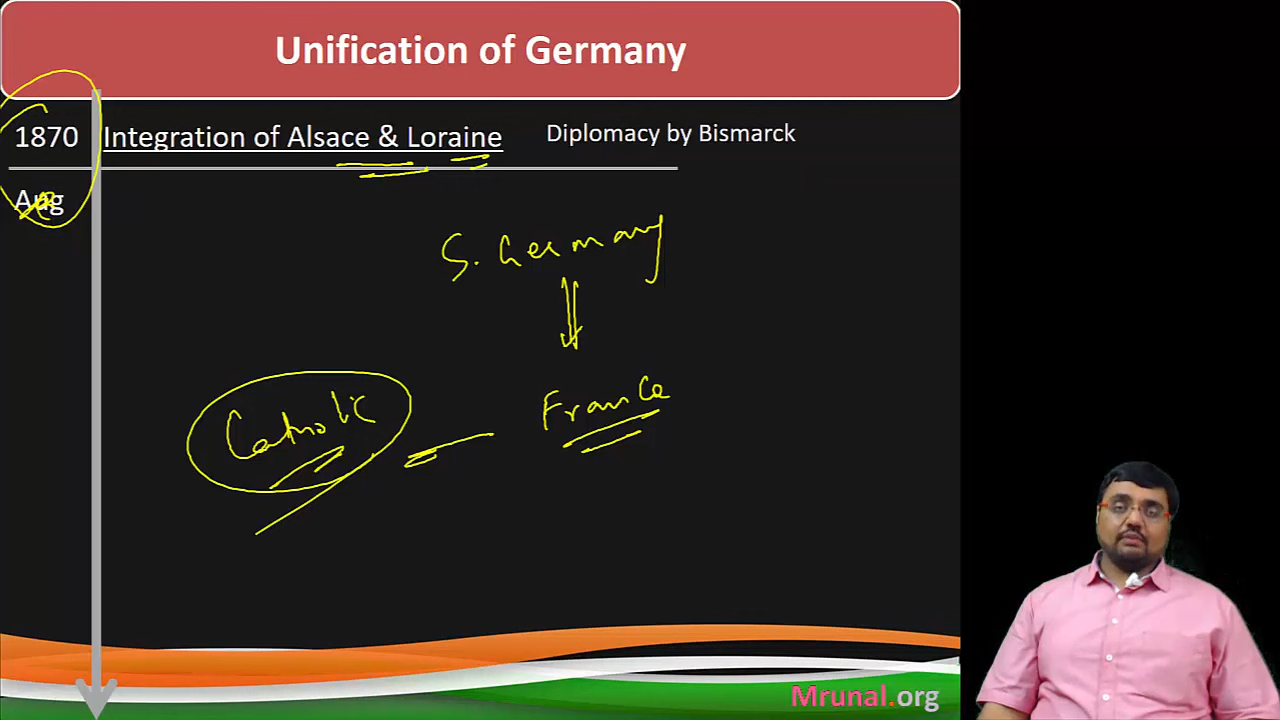 Unification of Germany
1870 Integration of Alsace & Loraine Diplomacy by Bismarck
Aug
S. Germany
France
Catholic
Mrunal.org